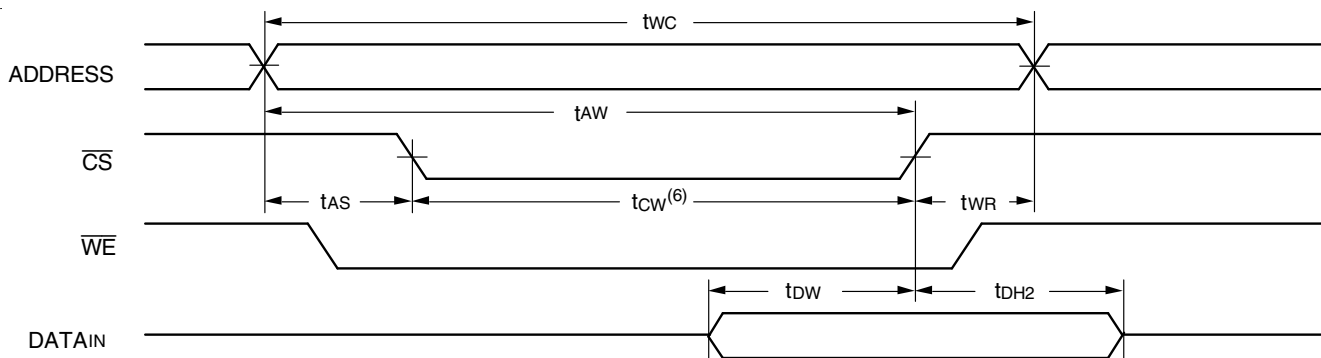 tWC
ADDRESS
tAW
CS
tAS
tCW(6)
tWR
WE
tDW
tDH2
DATAIN